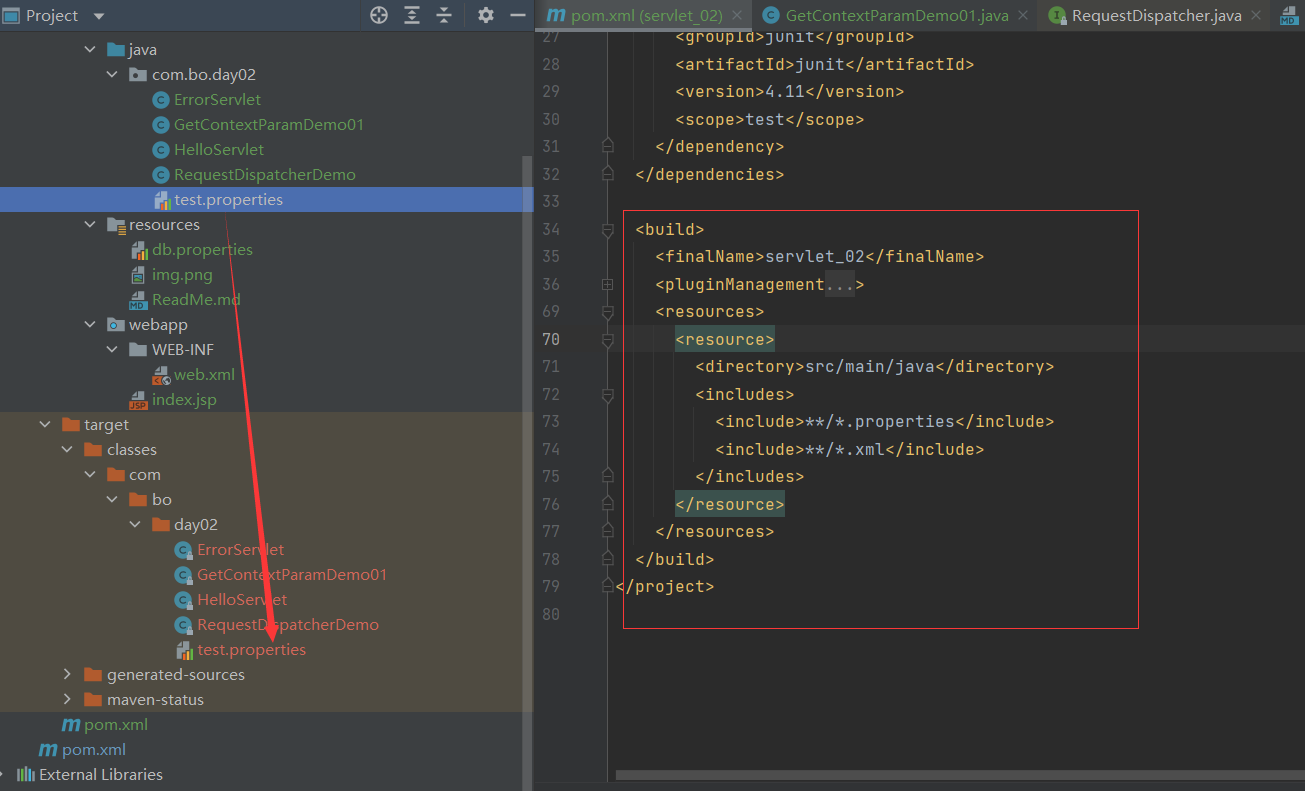 Project
java
com.bo.day02
ErrorServlet
GetContextParamDemo01
HelloServlet
RequestDispatcherDemo
test.properties
resources
db.properties
img.png
ReadMe.md
webapp
WEB-INF
web.xml
index.jsp
target
classes
com
bo
day02
ErrorServlet
GetContextParamDemo01
HelloServlet
RequestDispatcherDemo
test.properties
generated-sources
maven-status
pom.xml
pom.xml
External Libraries
pom.xml (servlet_02)
GetContextParamDemo01.java
RequestDispatcher.java
27 <groupId>junit</groupId>
28 <artifactId>junit</artifactId>
29 <version>4.11</version>
30 <scope>test</scope>
31 </dependency>
32 </dependencies>
33
34 <build>
35 <finalName>servlet_02</finalName>
36 <pluginManagement...>
69 <resources>
70 <resource>
71 <directory>src/main/java</directory>
72 <includes>
73 <include>**/*.properties</include>
74 <include>**/*.xml</include>
75 </includes>
76 </resource>
77 </resources>
78 </build>
79 </project>
80